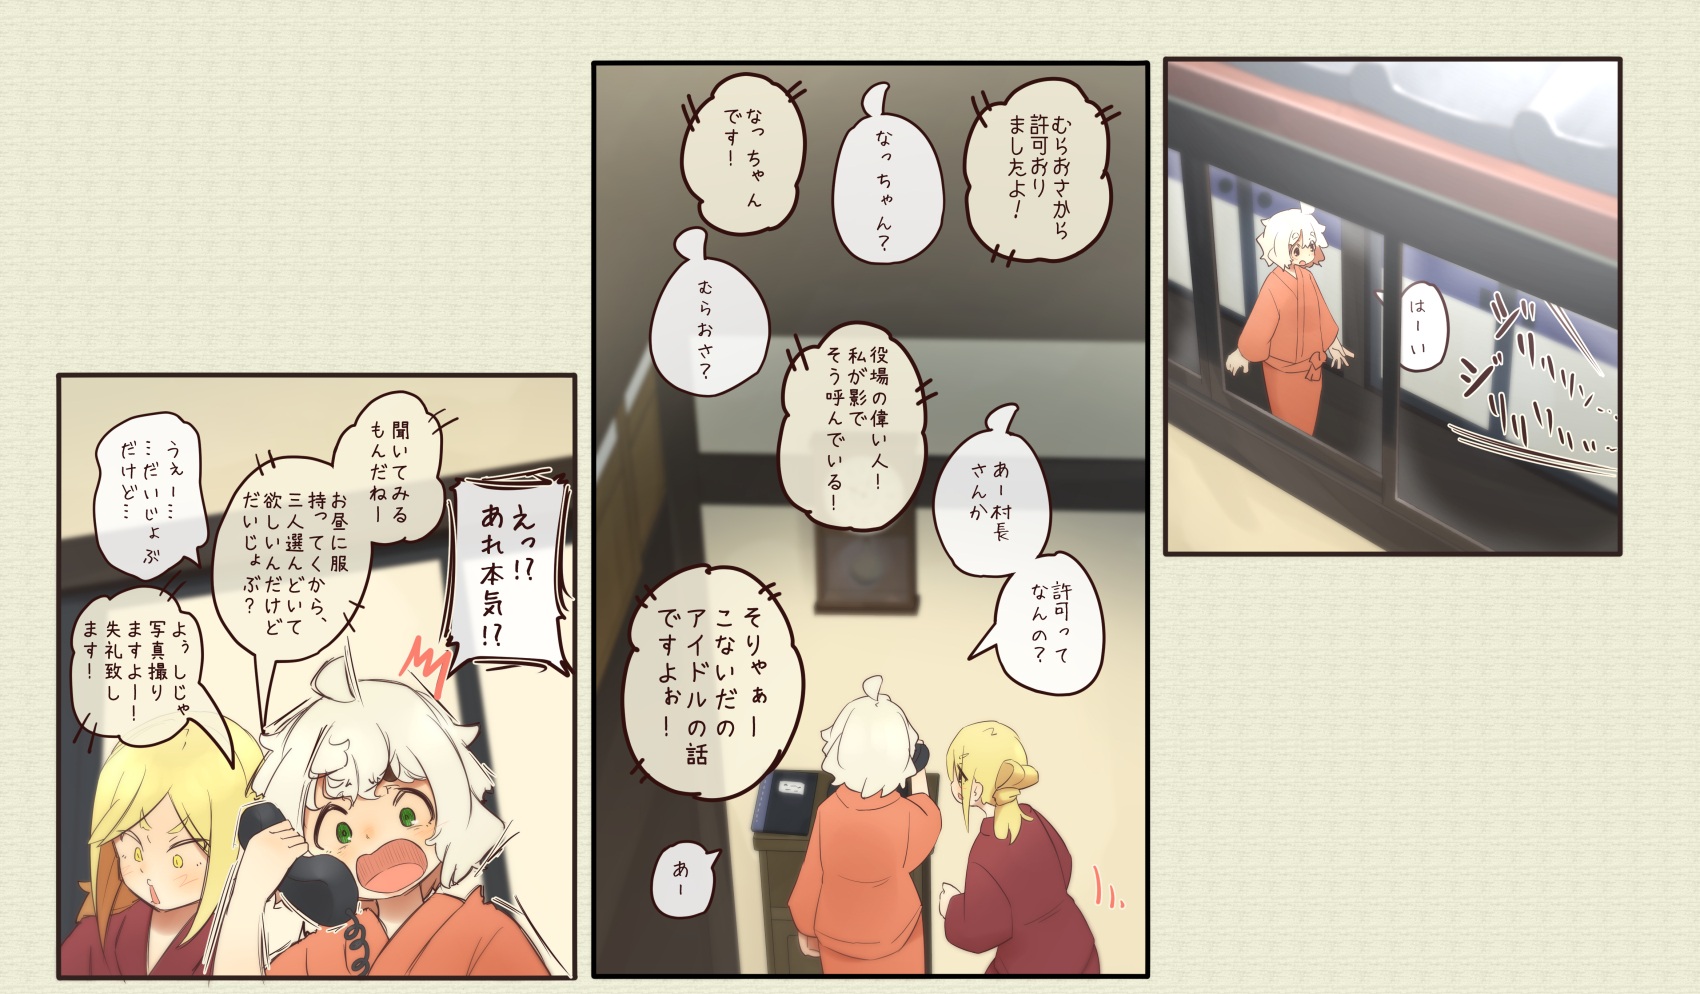 はーい
ジリリリリリ……
ジリリリリリ……
むらおさから
許可おり
ましたよ！
なっちゃん？
なっちゃん
です！
むらおさ？
役場の偉い人！
私が影で
そう呼んでいる！
あー村長
さんか
許可って
なんの？
そりゃぁー
こないだの
アイドルの話
ですよぉ！
あー
えっ！？
あれ本気！？
聞いてみる
もんだねー
お昼に服
持ってくから、
三人選んどいて
欲しいんだけど
だいじょぶ？
うぇー…
…だいじょぶ
だけど…
よぅしじゃ
写真撮り
ますよー！
失礼致し
ます！